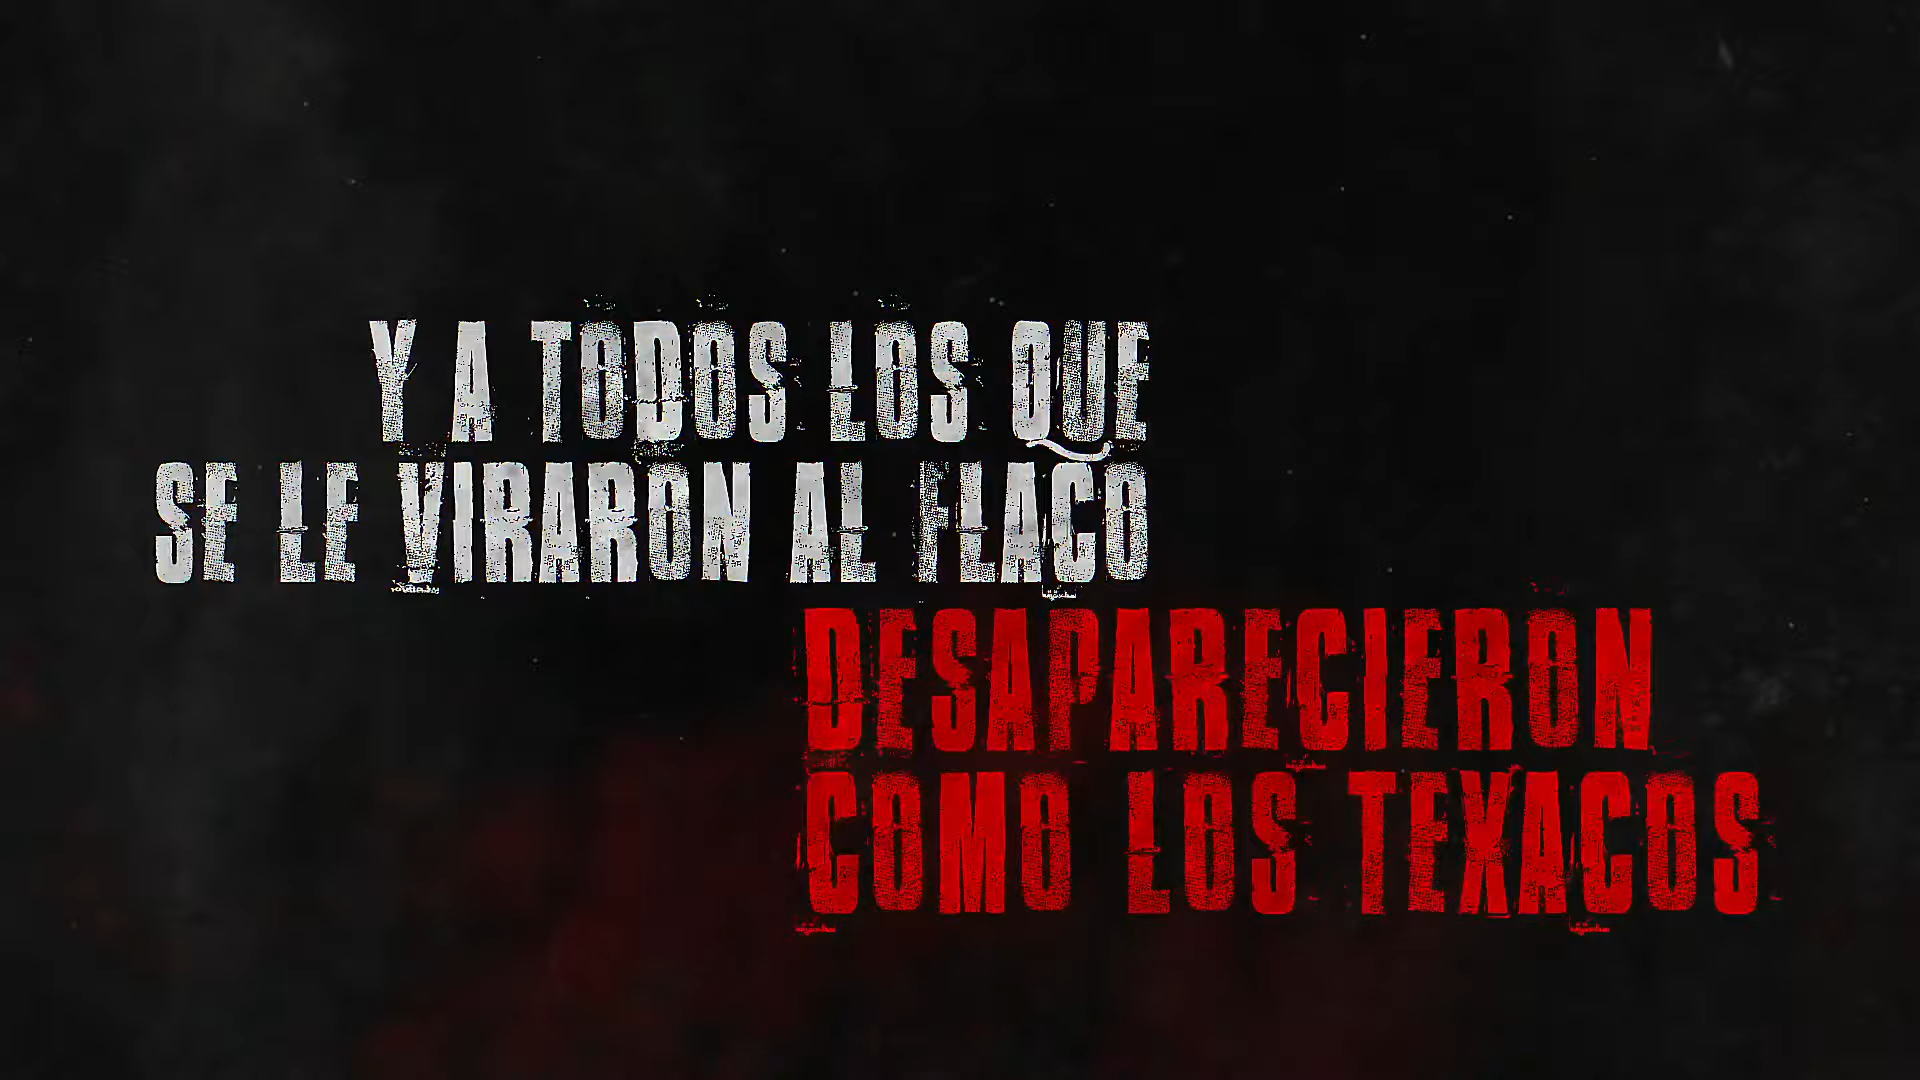 Y A TODOS LOS QUE
SE LE VIRARON AL FLACO
DESAPARECIERON
COMO LOS TEXACOS